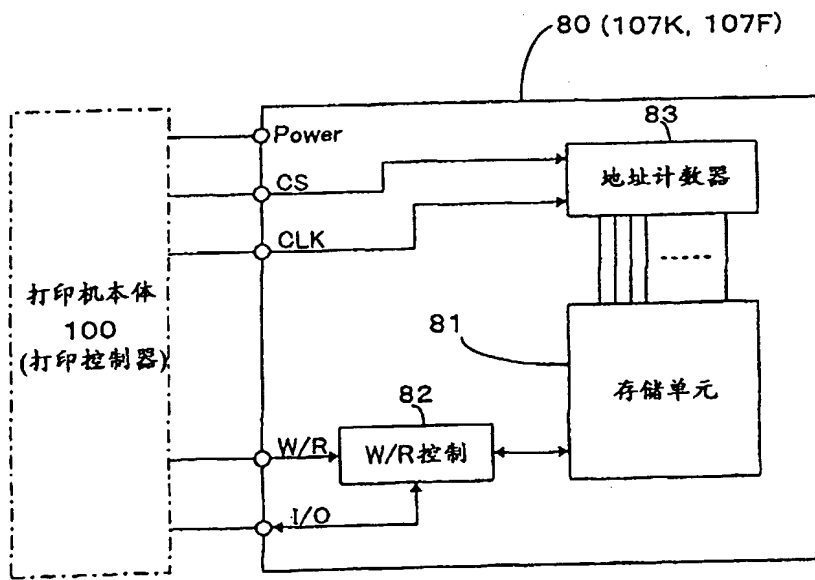 80 (107K, 107F)
83
Power
地址计数器
CS
CLK
打印机本体
100
(打印控制器)
81
存储单元
82
W/R
W/R控制
I/O